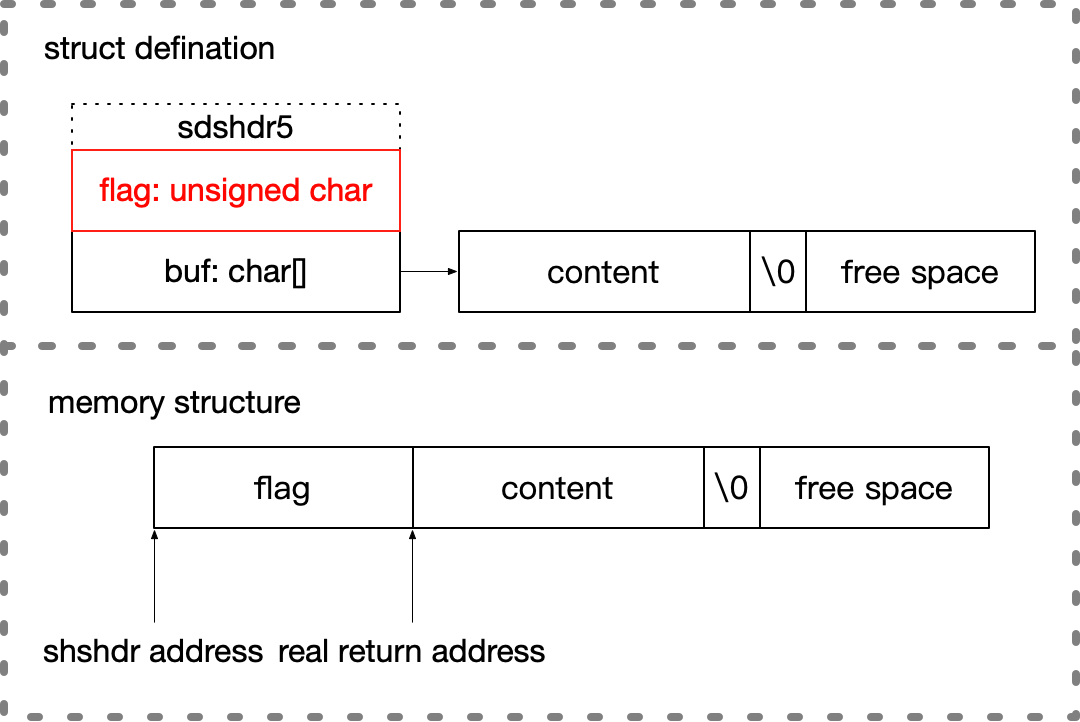 struct defination
sdshdr5
flag: unsigned char
buf: char[]
content
\0
free space
memory structure
flag
content
\0
free space
shshdr address
real return address